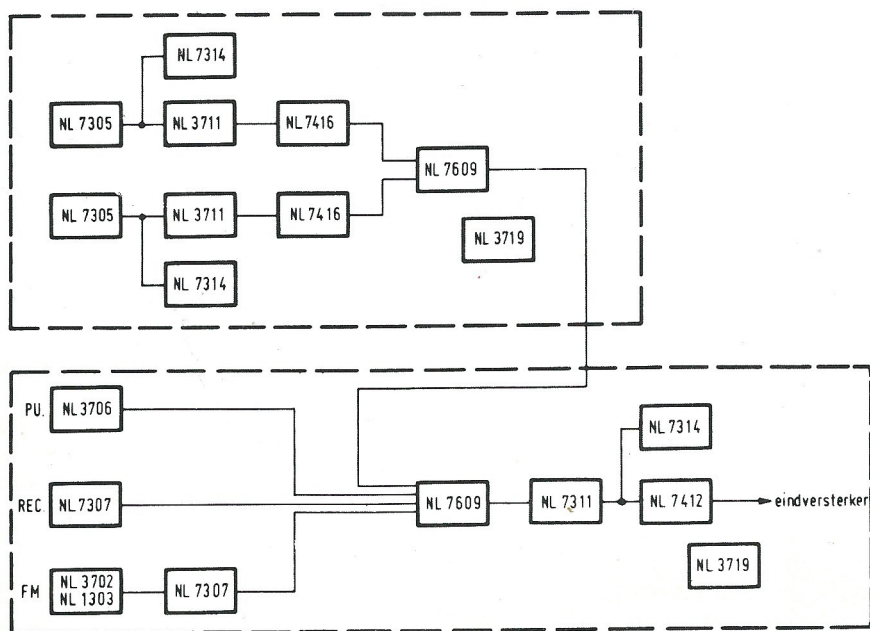 NL 7314
NL 7305
NL 3711
NL 7416
NL 7609
NL 7305
NL 3711
NL 7416
NL 3719
NL 7314
PU.
NL 3706
NL 7314
REC.
NL 7307
NL 7609
NL 7311
NL 7412
eindversterker
NL 3719
FM
NL 3702
NL 1303
NL 7307